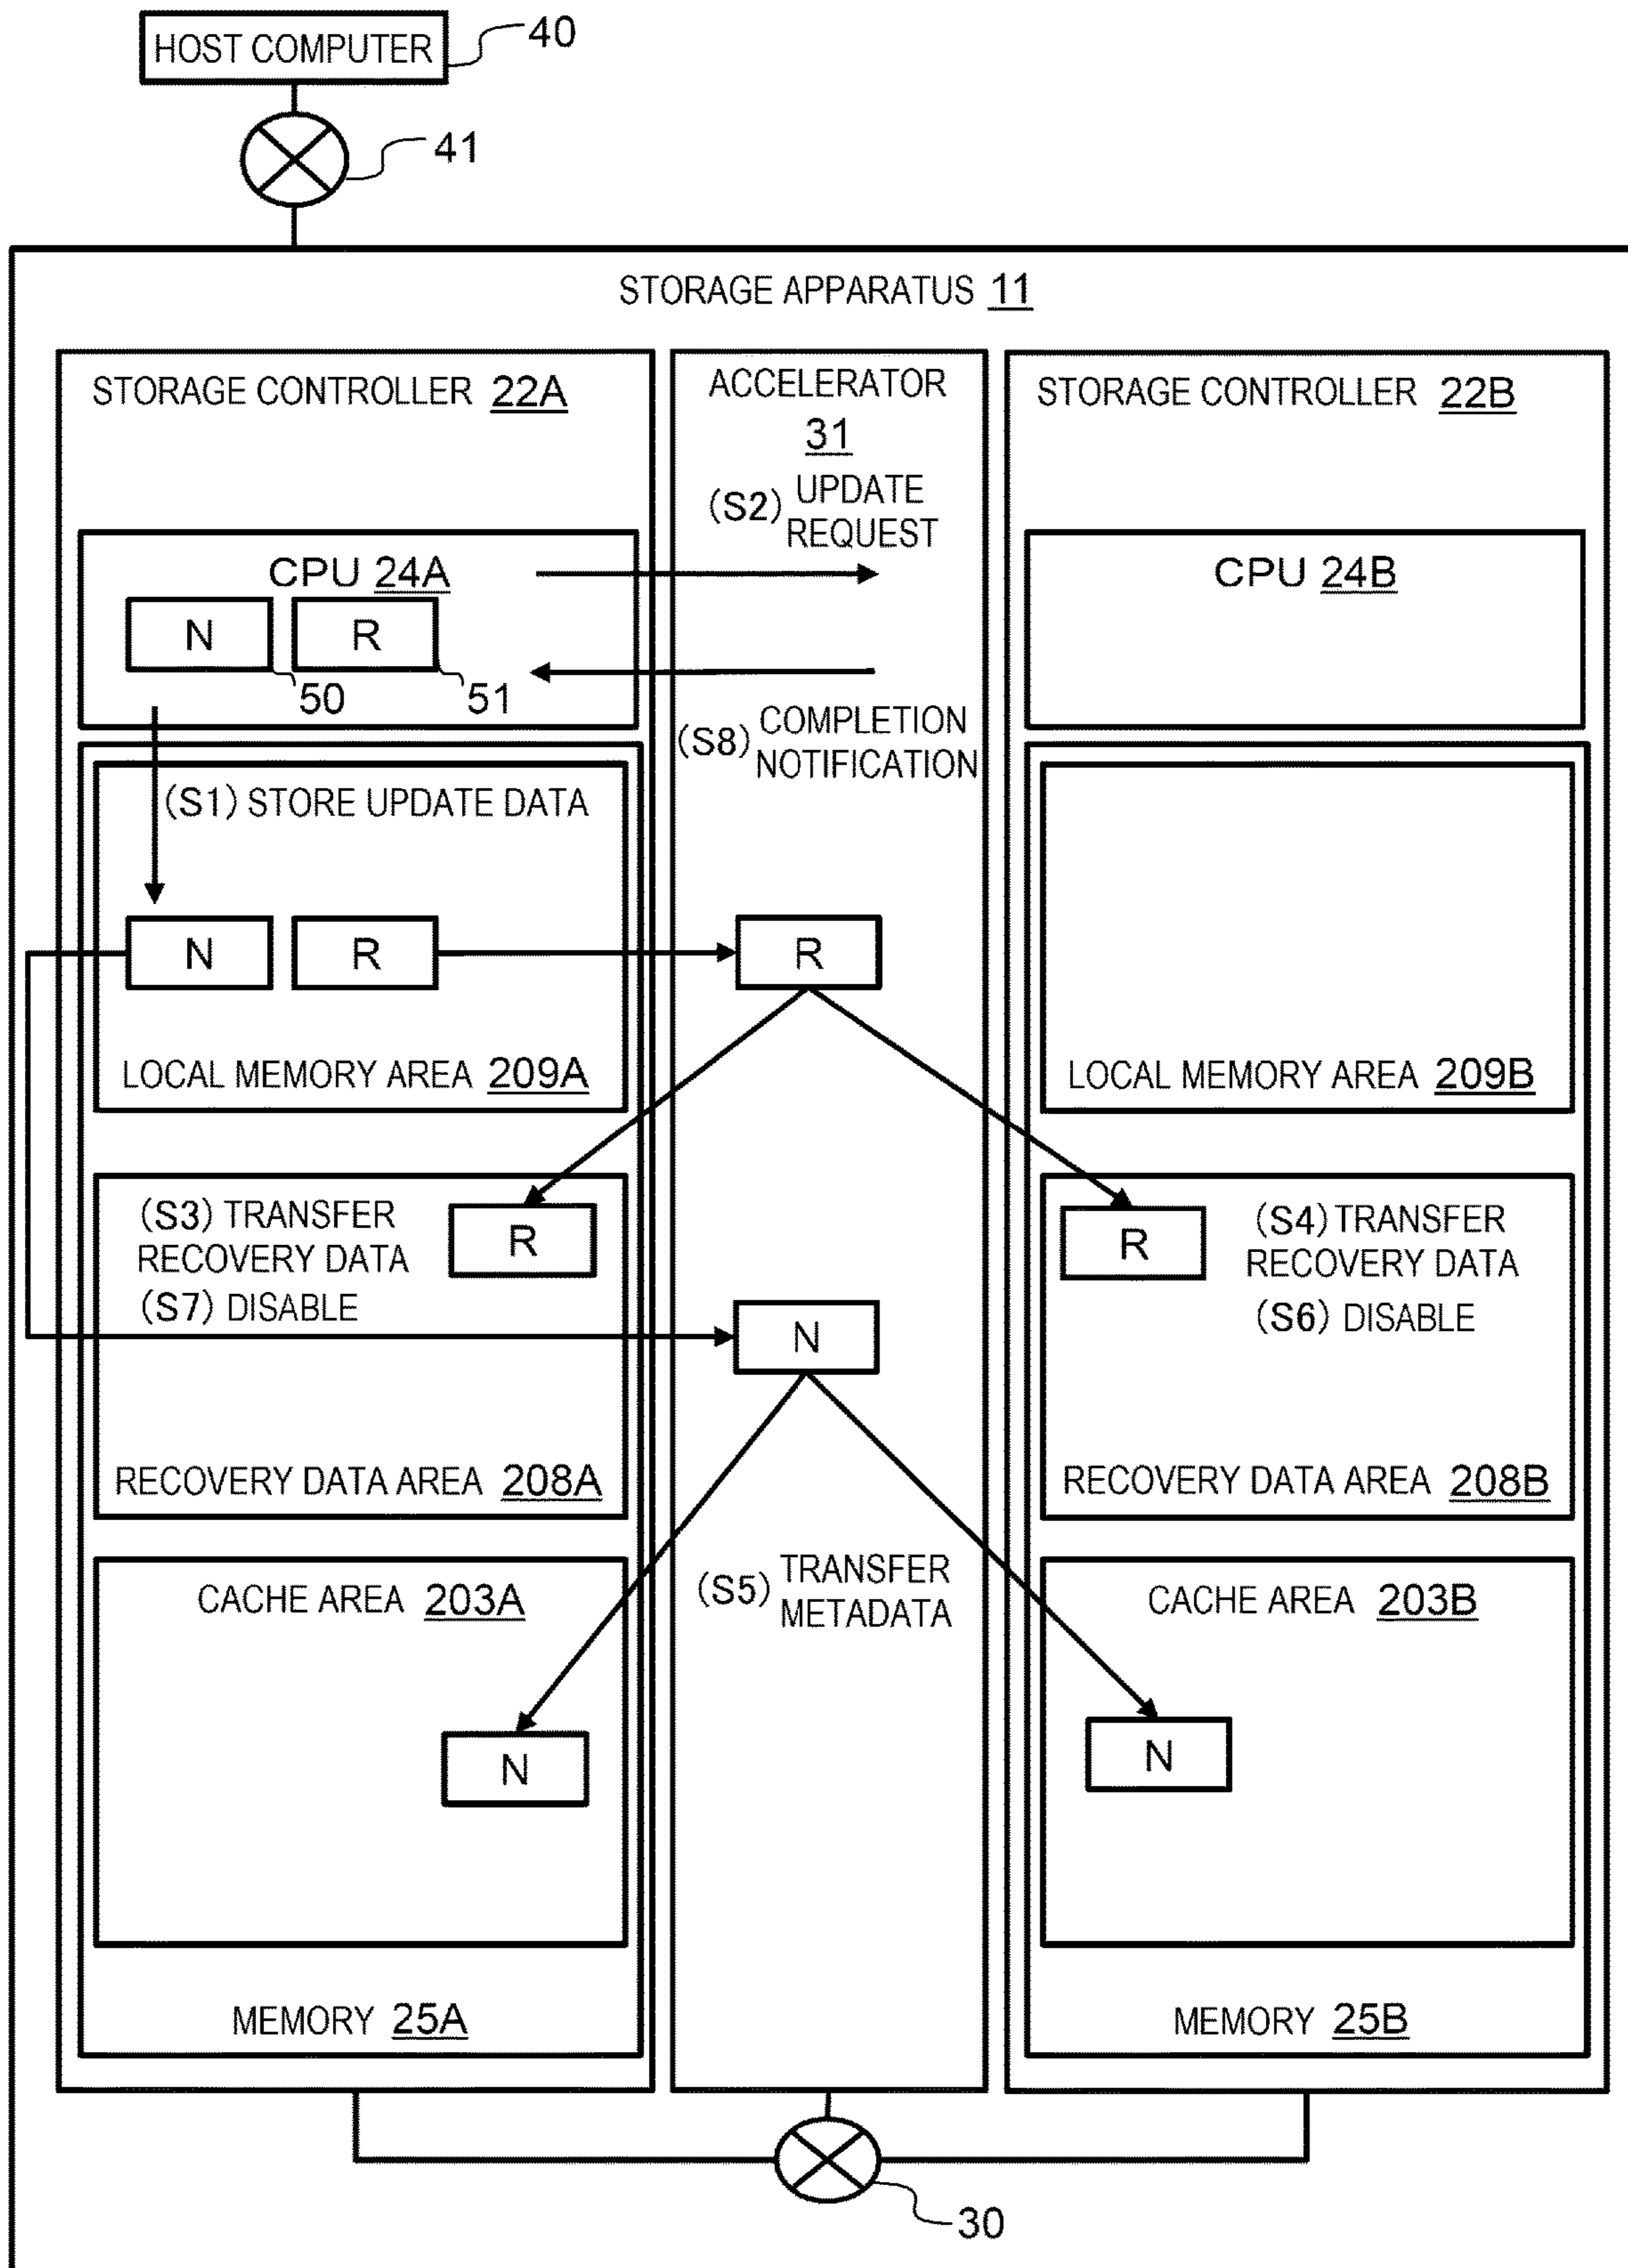 HOST COMPUTER 40
41
STORAGE APPARATUS 11
STORAGE CONTROLLER 22A
ACCELERATOR
31
STORAGE CONTROLLER 22B
(S2) UPDATE
REQUEST
CPU 24A
N R
50 51
CPU 24B
(S8) COMPLETION
NOTIFICATION
(S1) STORE UPDATE DATA
N R
R
LOCAL MEMORY AREA 209A
LOCAL MEMORY AREA 209B
(S3) TRANSFER
RECOVERY DATA
(S7) DISABLE
R
R
(S4) TRANSFER
RECOVERY DATA
(S6) DISABLE
N
RECOVERY DATA AREA 208A
RECOVERY DATA AREA 208B
CACHE AREA 203A
(S5) TRANSFER
METADATA
CACHE AREA 203B
N
N
MEMORY 25A
MEMORY 25B
30